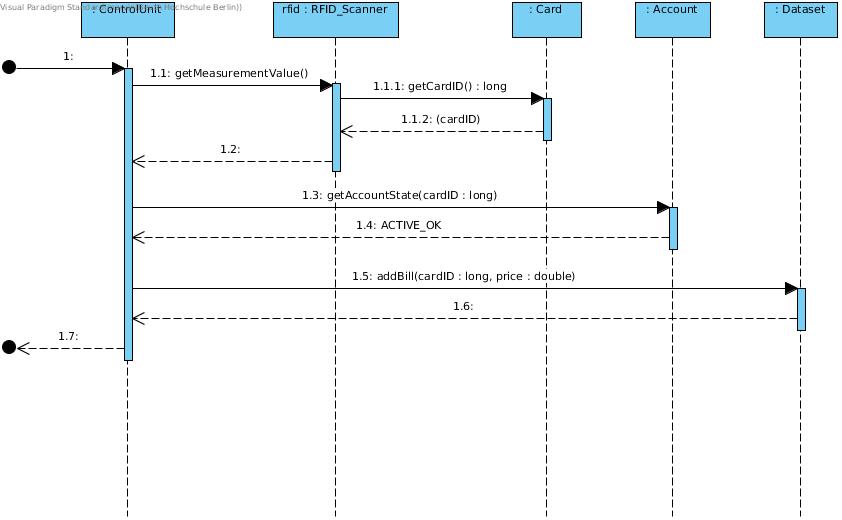 Visual Paradigm Standard Hochschule Berlin))
: ControlUnit
rfid : RFID_Scanner
: Card
: Account
: Dataset
1:
1.1: getMeasurementValue()
1.1.1: getCardID() : long
1.1.2: (cardID)
1.2:
1.3: getAccountState(cardID : long)
1.4: ACTIVE_OK
1.5: addBill(cardID : long, price : double)
1.6:
1.7: